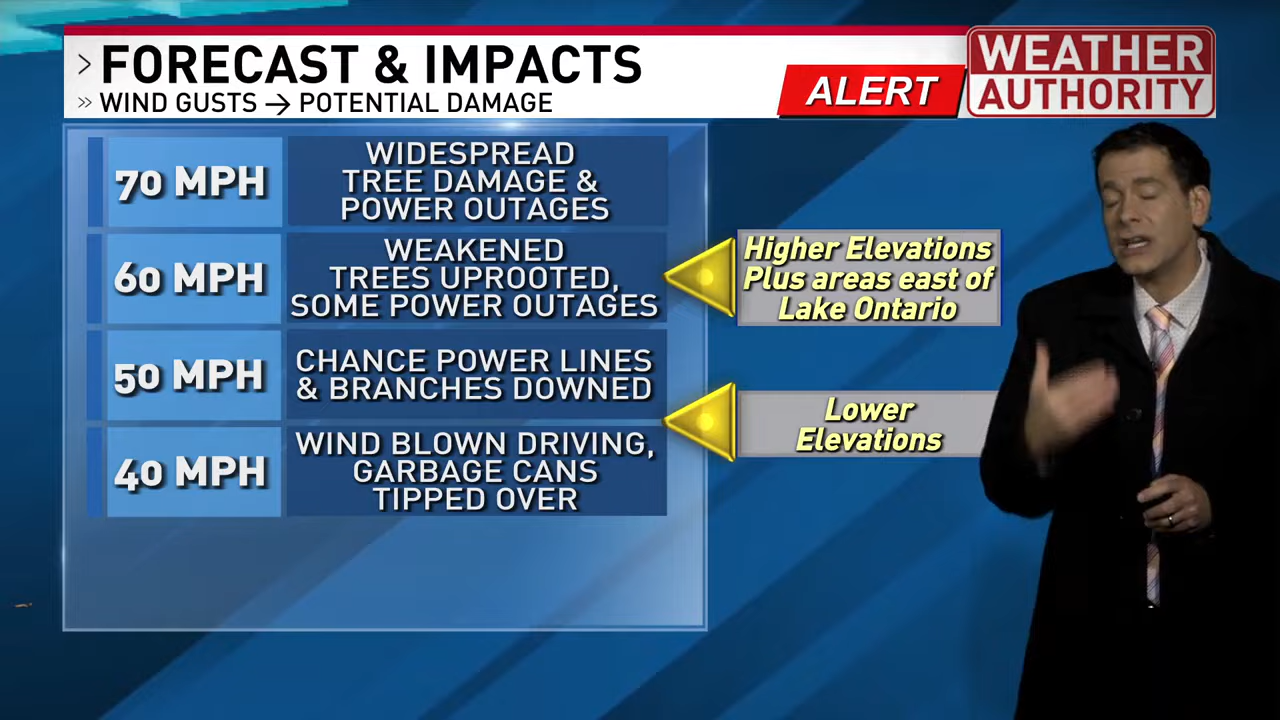 > FORECAST & IMPACTS
» WIND GUSTS → POTENTIAL DAMAGE
ALERT
WEATHER
AUTHORITY
70 MPH
WIDESPREAD
TREE DAMAGE &
POWER OUTAGES
60 MPH
WEAKENED
TREES UPROOTED,
SOME POWER OUTAGES
Higher Elevations
Plus areas east of
Lake Ontario
50 MPH
CHANCE POWER LINES
& BRANCHES DOWNED
Lower
Elevations
40 MPH
WIND BLOWN DRIVING,
GARBAGE CANS
TIPPED OVER